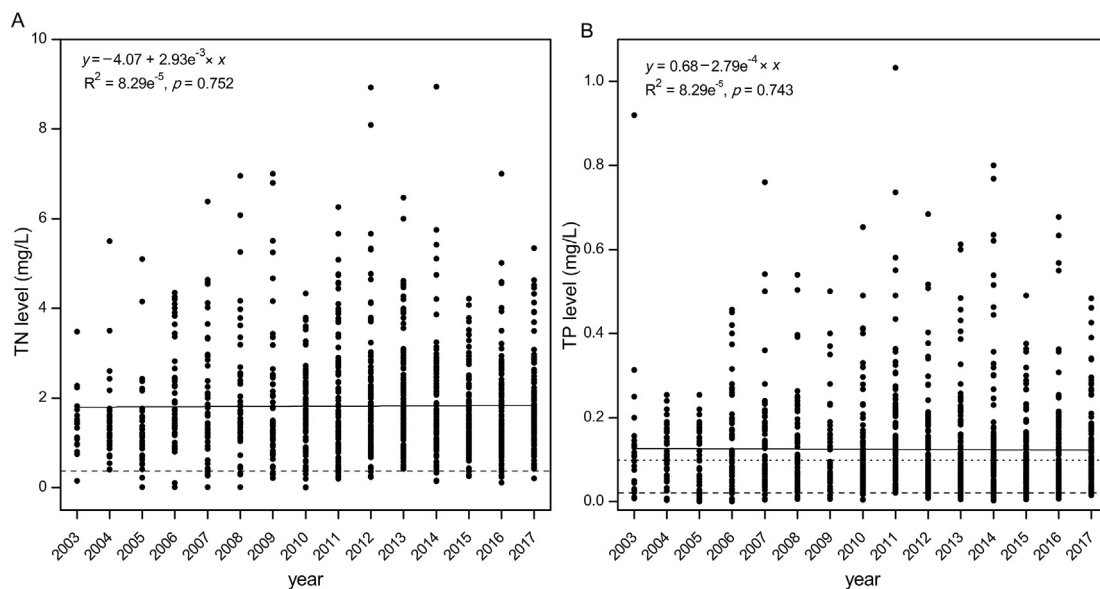 A
y = −4.07 + 2.93e⁻³ × x
R² = 8.29e⁻⁵, p = 0.752
10
8
6
4
2
0
TN level (mg/L)
2003 2004 2005 2006 2007 2008 2009 2010 2011 2012 2013 2014 2015 2016 2017
year
B
y = 0.68 − 2.79e⁻⁴ × x
R² = 8.29e⁻⁵, p = 0.743
1.0
0.8
0.6
0.4
0.2
0.0
TP level (mg/L)
2003 2004 2005 2006 2007 2008 2009 2010 2011 2012 2013 2014 2015 2016 2017
year